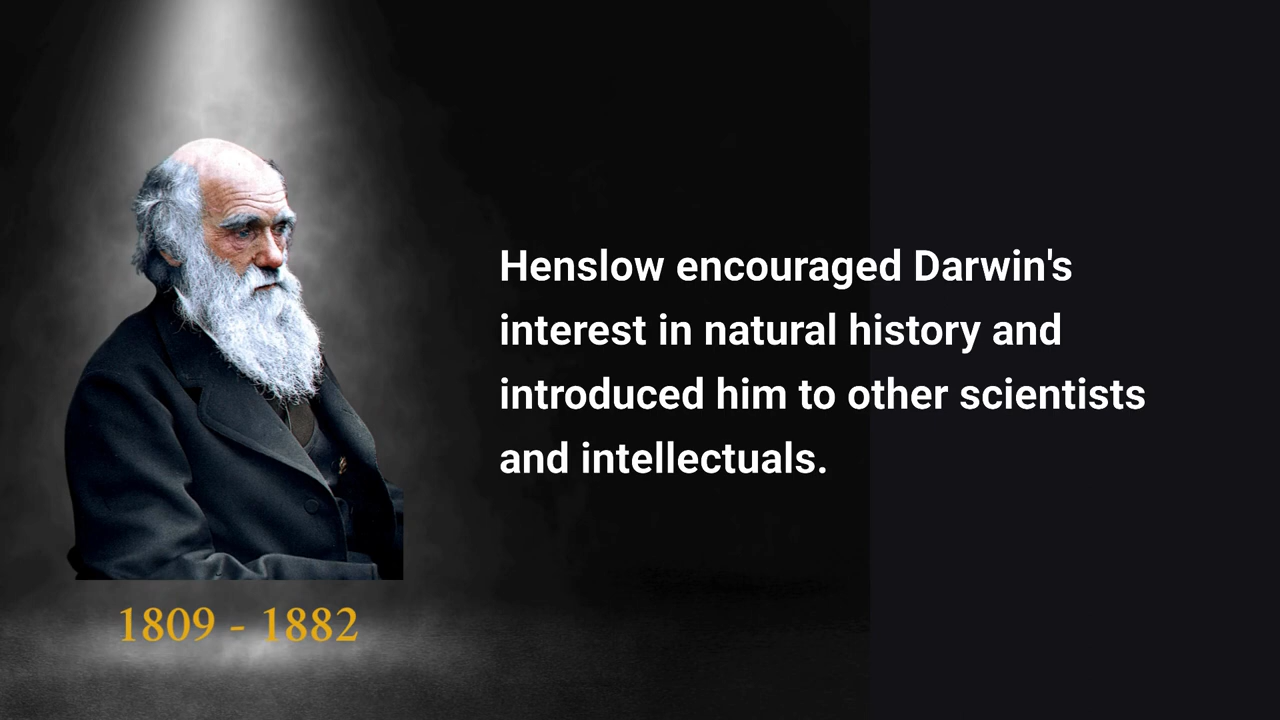 Henslow encouraged Darwin's
interest in natural history and
introduced him to other scientists
and intellectuals.
1809 - 1882